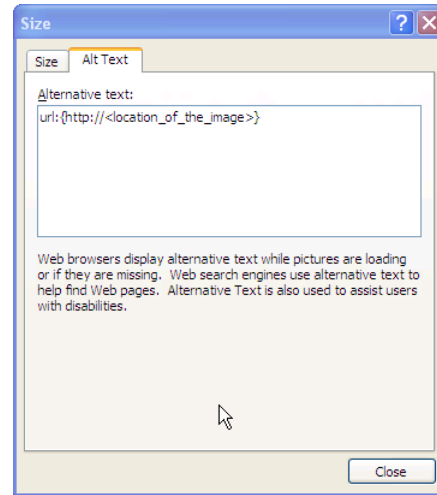 Size
Size Alt Text
Alternative text:
url:{http://<location_of_the_image>}
Web browsers display alternative text while pictures are loading
or if they are missing. Web search engines use alternative text to
help find Web pages. Alternative Text is also used to assist users
with disabilities.
Close